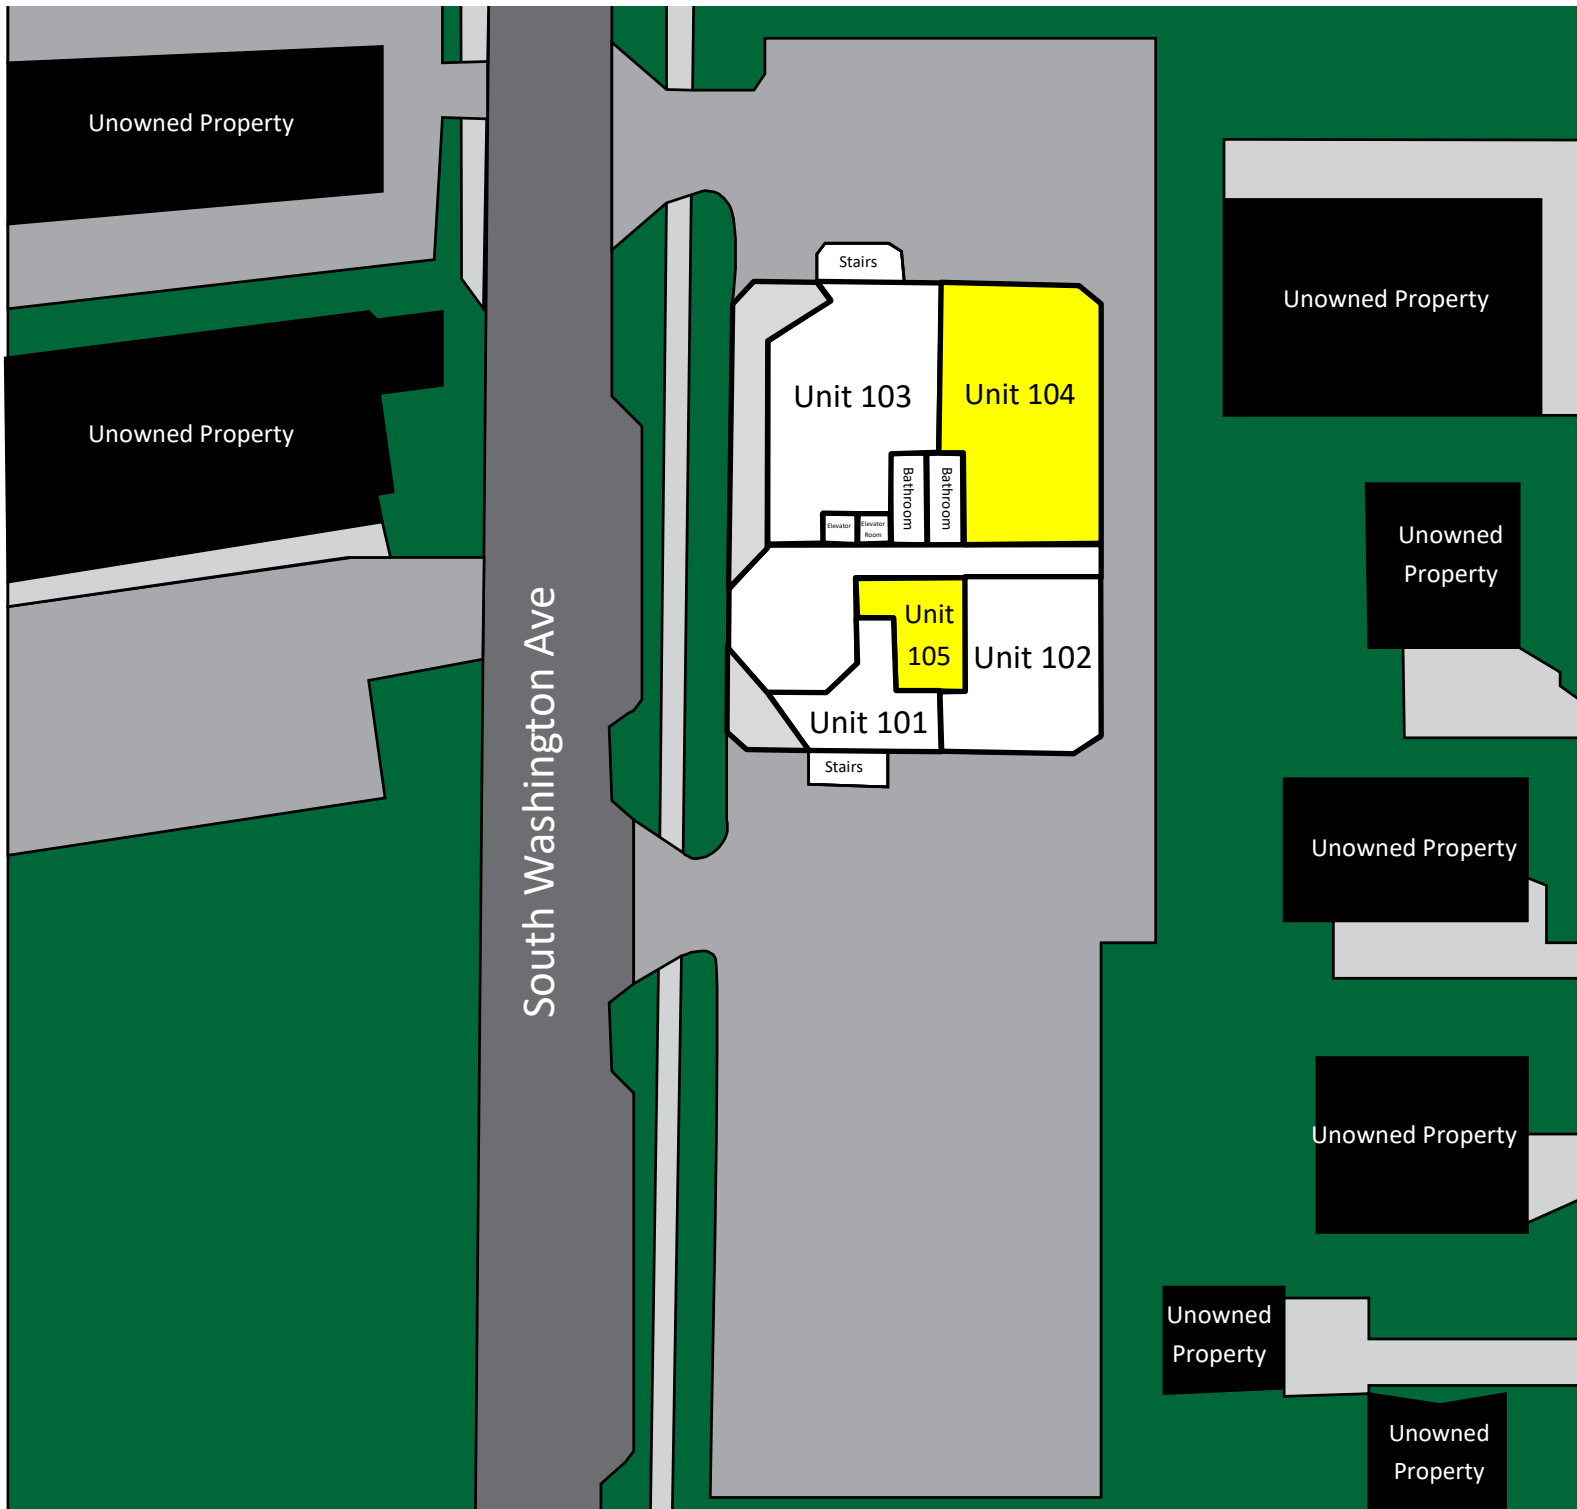 Unowned Property
Unowned Property
South Washington Ave
Stairs
Unit 103
Unit 104
Bathroom
Bathroom
Elevator
Elevator
Room
Unit
105
Unit 102
Unit 101
Stairs
Unowned Property
Unowned
Property
Unowned Property
Unowned Property
Unowned
Property
Unowned
Property